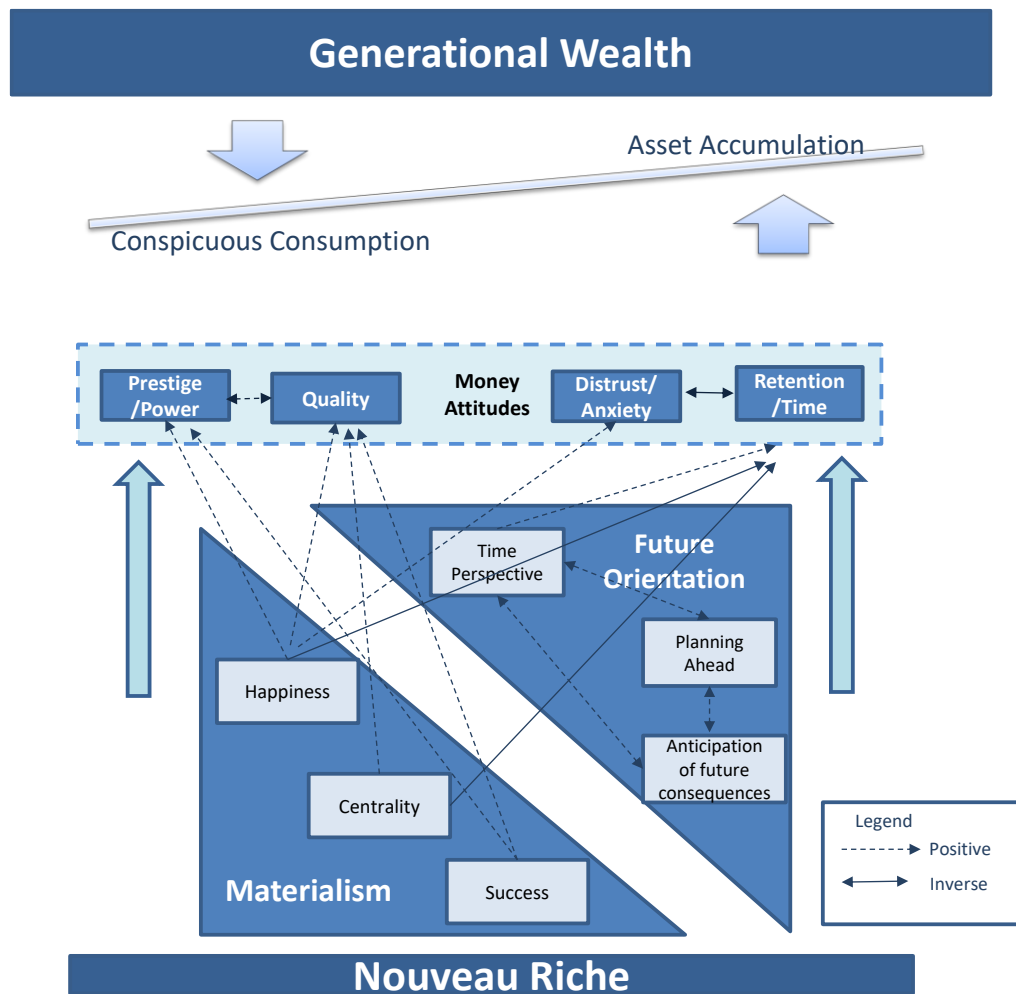 Generational Wealth
Asset Accumulation
Conspicuous Consumption
Prestige
/Power
Quality
Money
Attitudes
Distrust/
Anxiety
Retention
/Time
Time
Perspective
Future
Orientation
Planning
Ahead
Happiness
Anticipation
of future
consequences
Centrality
Materialism
Success
Legend
Positive
Inverse
Nouveau Riche